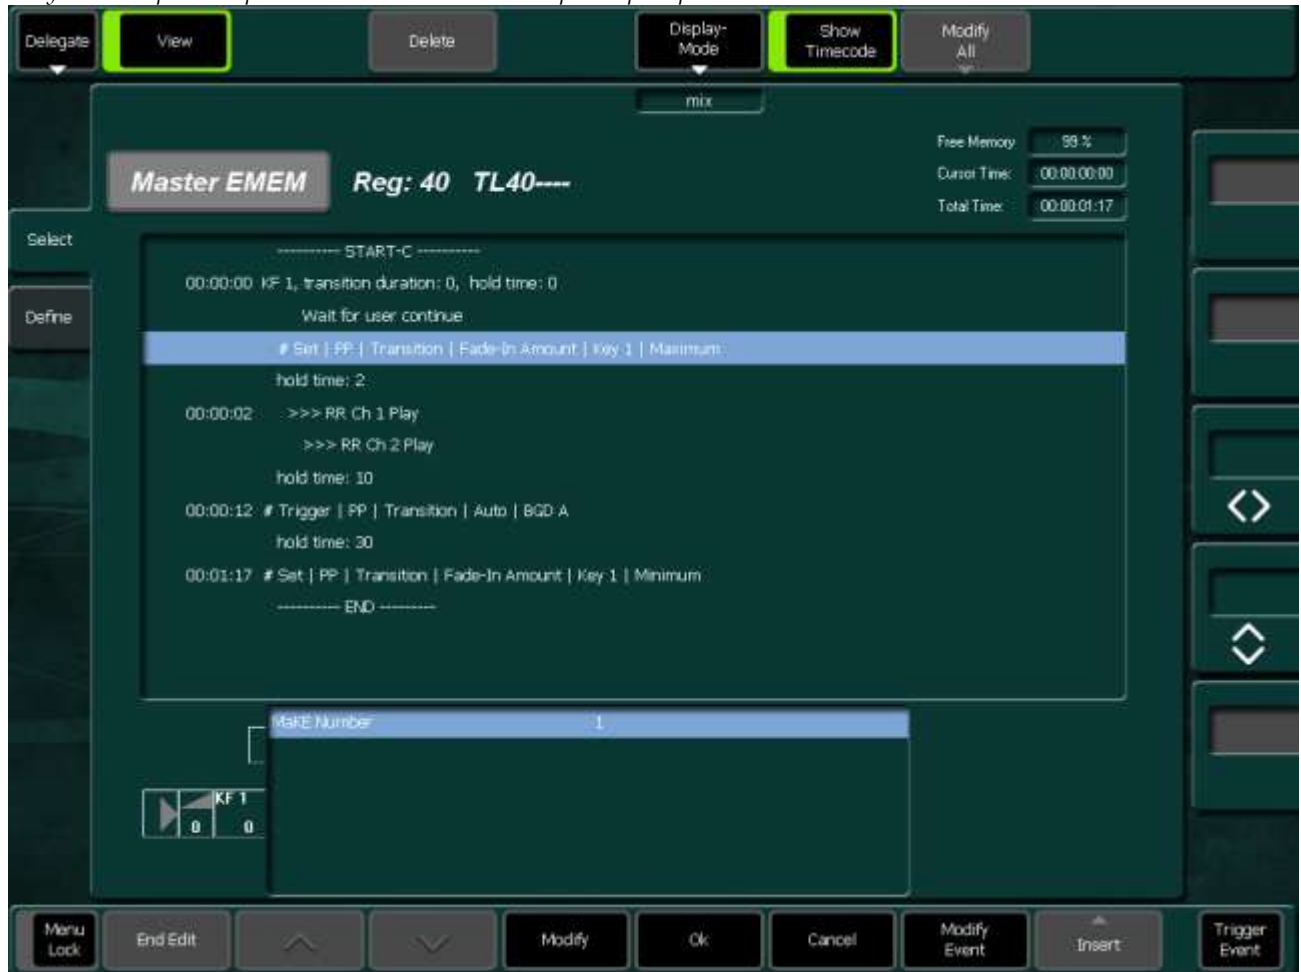 Delegate
View
Delete
Display-
Mode
Show
Timecode
Modify
All
mix
Free Memory 99 %
Master EMEM Reg: 40 TL40----
Cursor Time: 00:00:00:00
Total Time: 00:00:01:17
Select
Define
---------- START-C ----------
00:00:00 KF 1, transition duration: 0, hold time: 0
Wait for user continue
# Set | PP | Transition | Fade-In Amount | Key 1 | Maximum
hold time: 2
00:00:02 >>> RR Ch 1 Play
>>> RR Ch 2 Play
hold time: 10
00:00:12 # Trigger | PP | Transition | Auto | BGD A
hold time: 30
00:01:17 # Set | PP | Transition | Fade-In Amount | Key 1 | Minimum
---------- END ---------
MaKE Number 1
KF 1
0 0
Menu
Lock
End Edit
Modify
Ok
Cancel
Modify
Event
Insert
Trigger
Event